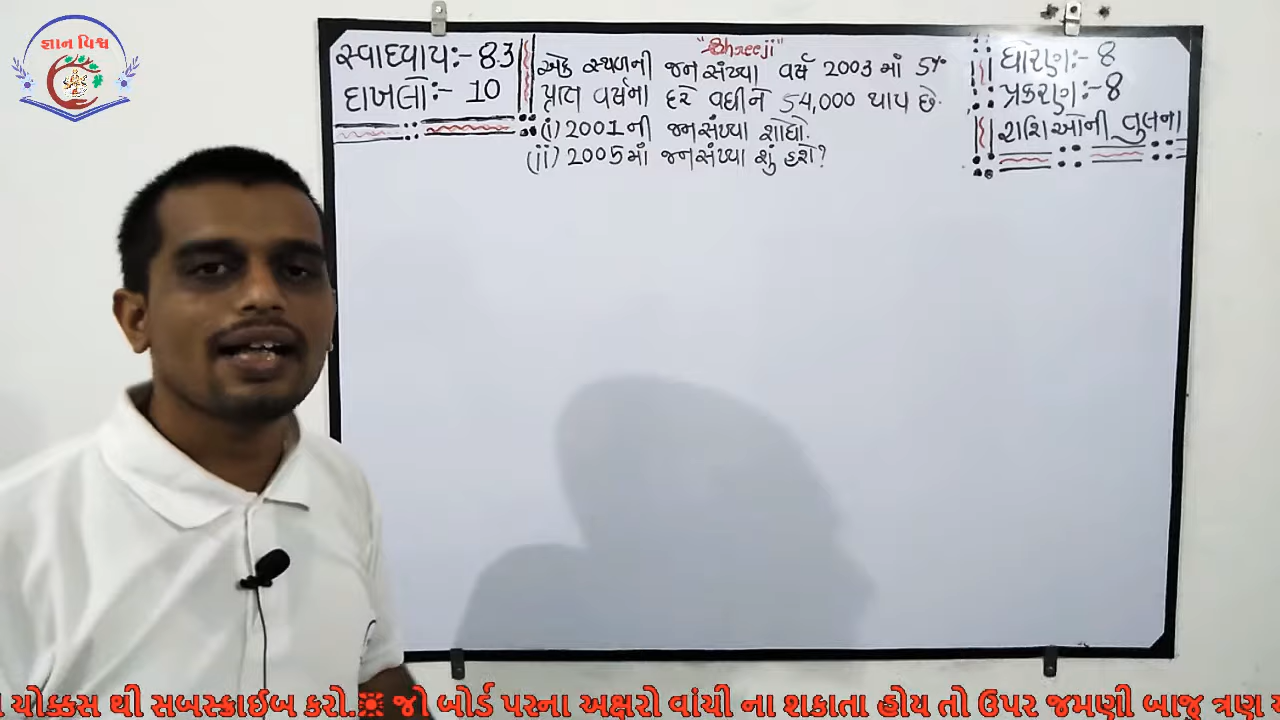 જ્ઞાન વિશ્વ
સ્વાધ્યાય:- 8.3
દાખલો:- 10
"Shreeji"
એક સ્થળની જનસંખ્યા વર્ષ 2003 માં 5%
પ્રતિ વર્ષના દરે વધીને 54,000 થાય છે.
(i) 2001 ની જનસંખ્યા શોધો.
(ii) 2005 માં જનસંખ્યા શું હશે?
ધોરણ:- 8
પ્રકરણ:- 8
રાશિઓની તુલના
ચોક્કસ થી સબસ્ક્રાઈબ કરો. જો બોર્ડ પરના અક્ષરો વાંચી ના શકાતા હોય તો ઉપર જમણી બાજુ ત્રણ